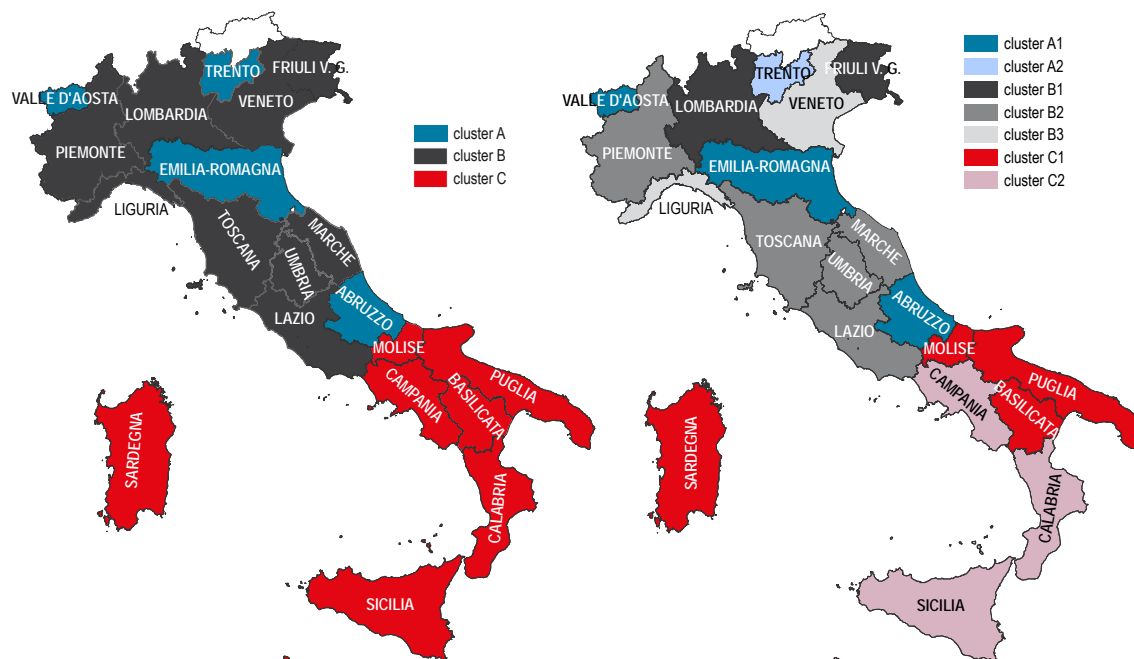 TRENTO
FRIULI V. G.
VALLE D'AOSTA
LOMBARDIA
VENETO
PIEMONTE
EMILIA-ROMAGNA
LIGURIA
TOSCANA
MARCHE
UMBRIA
LAZIO
ABRUZZO
MOLISE
CAMPANIA
BASILICATA
PUGLIA
SARDEGNA
CALABRIA
SICILIA
cluster A
cluster B
cluster C
TRENTO
FRIULI V. G.
VALLE D'AOSTA
LOMBARDIA
VENETO
PIEMONTE
EMILIA-ROMAGNA
LIGURIA
TOSCANA
MARCHE
UMBRIA
LAZIO
ABRUZZO
MOLISE
CAMPANIA
BASILICATA
PUGLIA
SARDEGNA
CALABRIA
SICILIA
cluster A1
cluster A2
cluster B1
cluster B2
cluster B3
cluster C1
cluster C2